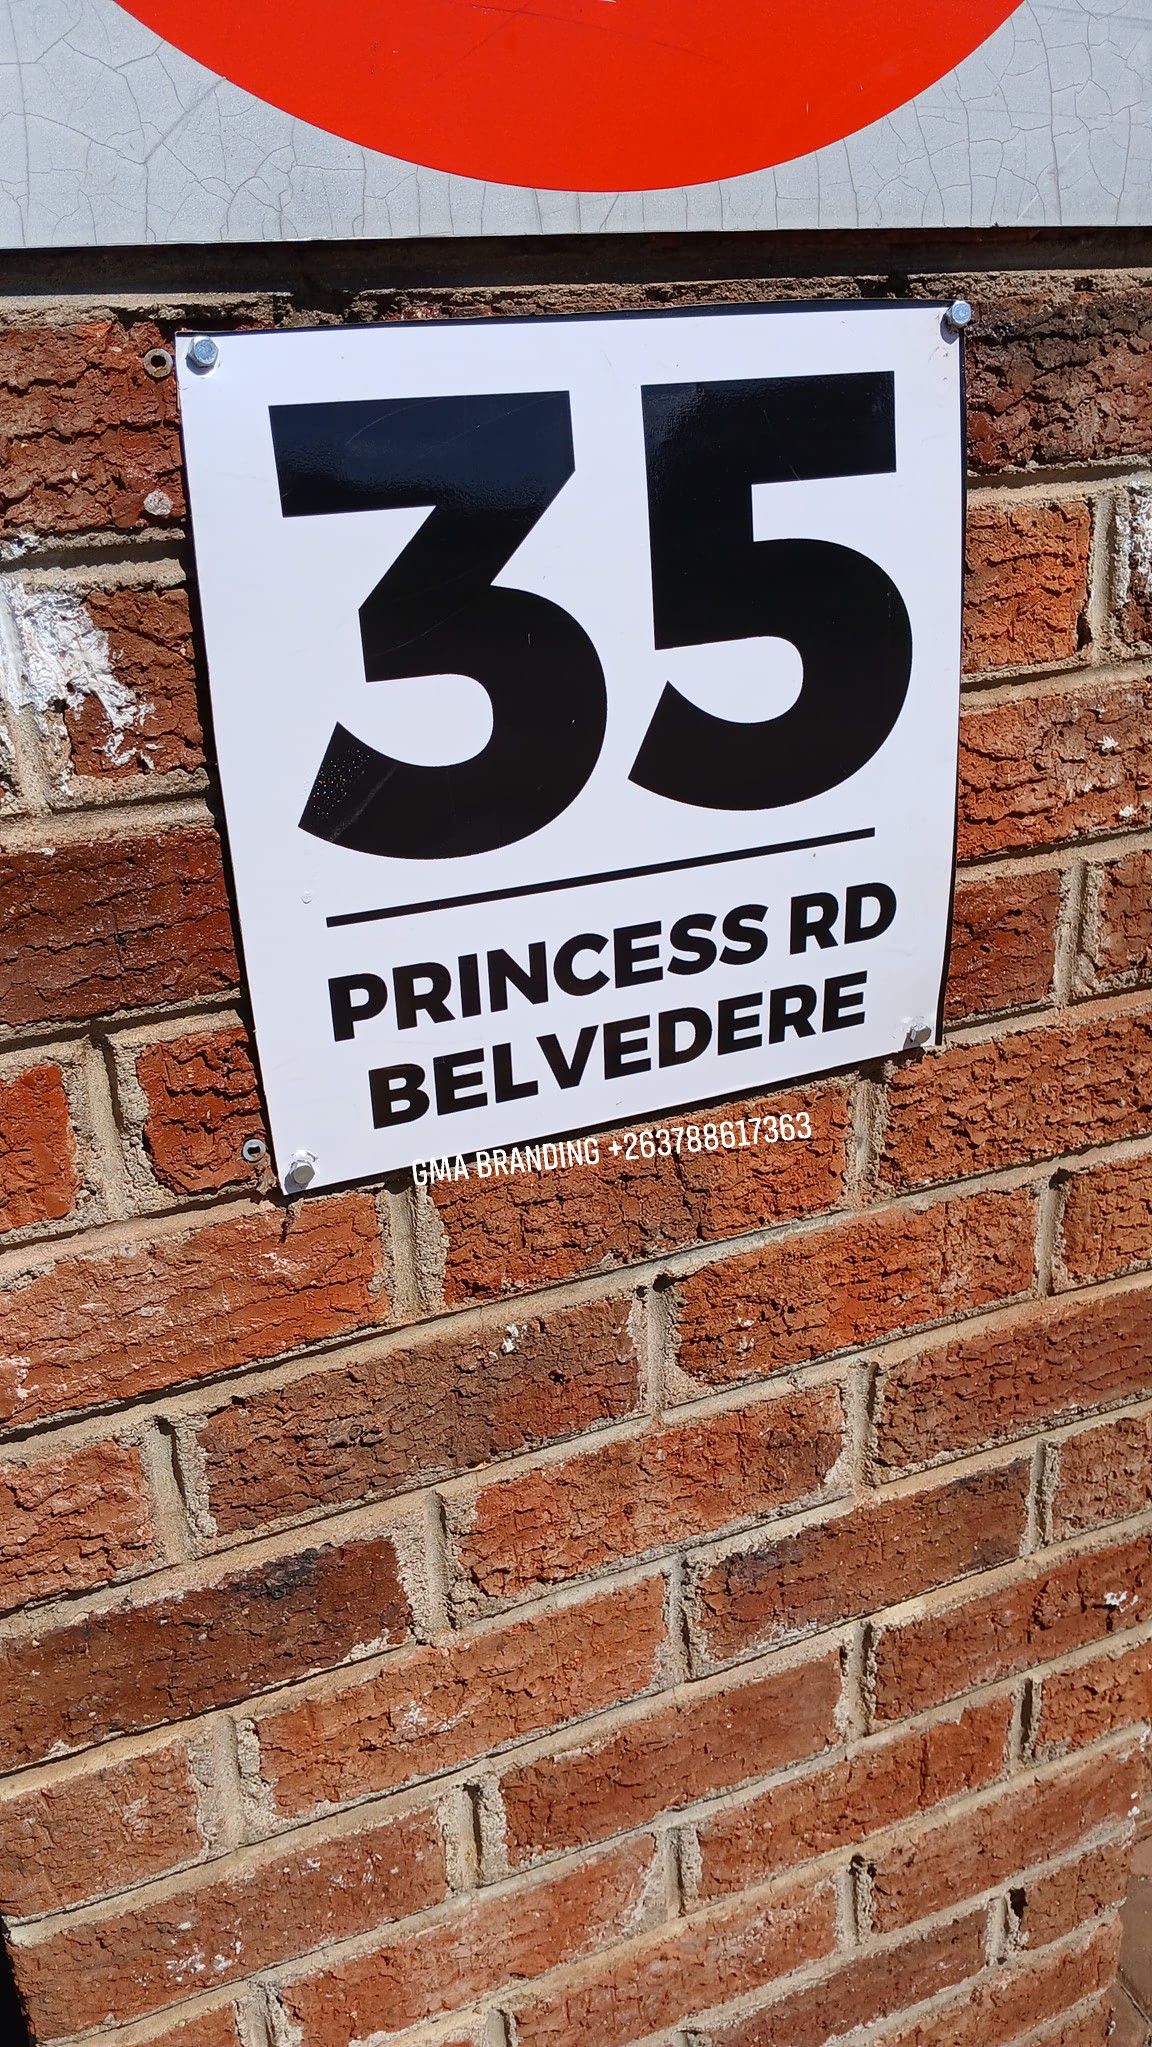 35
PRINCESS RD
BELVEDERE
GMA BRANDING +263788617363